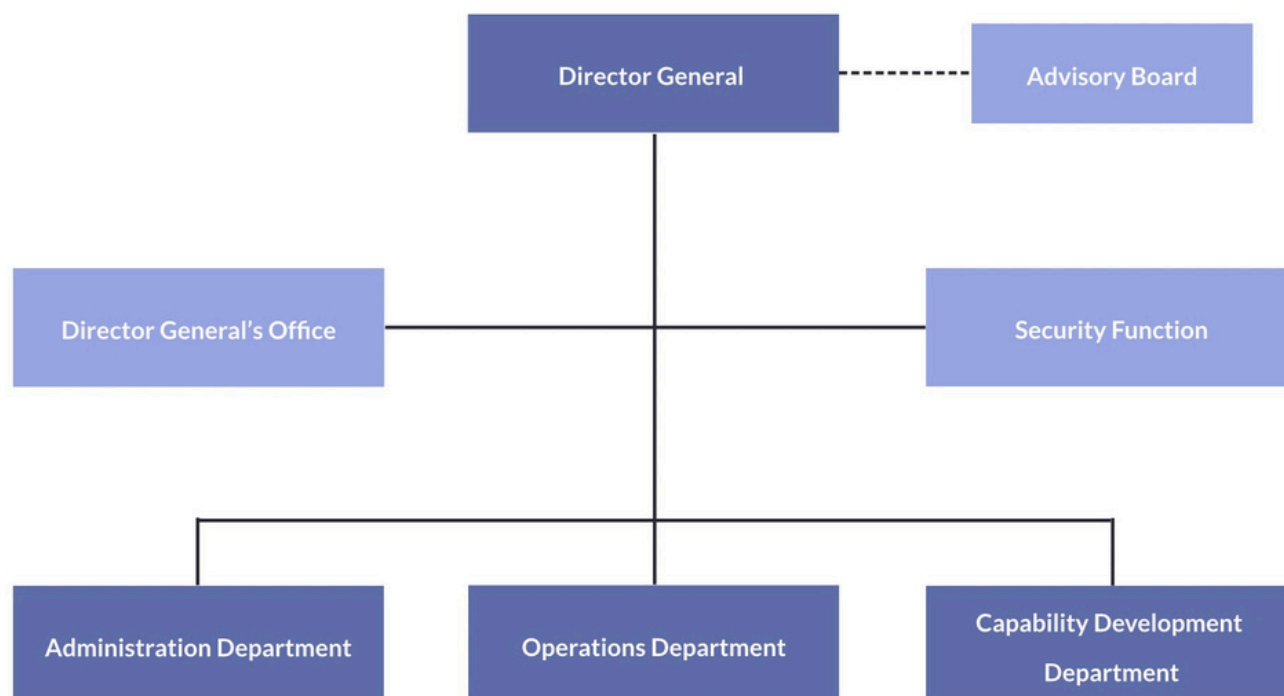 Director General
Advisory Board
Director General’s Office
Security Function
Administration Department
Operations Department
Capability Development
Department